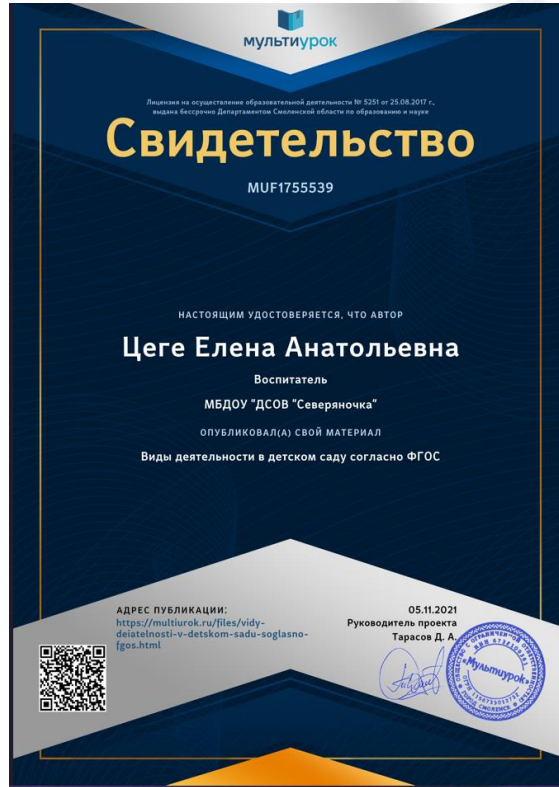 мультиурок
Лицензия на осуществление образовательной деятельности № 5251 от 25.08.2017 г.,
выдана бессрочно Департаментом Смоленской области по образованию и науке
Свидетельство
MUF1755539
НАСТОЯЩИМ УДОСТОВЕРЯЕТСЯ, ЧТО АВТОР
Цеге Елена Анатольевна
Воспитатель
МБДОУ "ДСОВ "Северяночка"
ОПУБЛИКОВАЛ(А) СВОЙ МАТЕРИАЛ
Виды деятельности в детском саду согласно ФГОС
АДРЕС ПУБЛИКАЦИИ:
https://multiurok.ru/files/vidy-
deiatelnosti-v-detskom-sadu-soglasno-
fgos.html
05.11.2021
Руководитель проекта
Тарасов Д. А.
«Мультиурок»